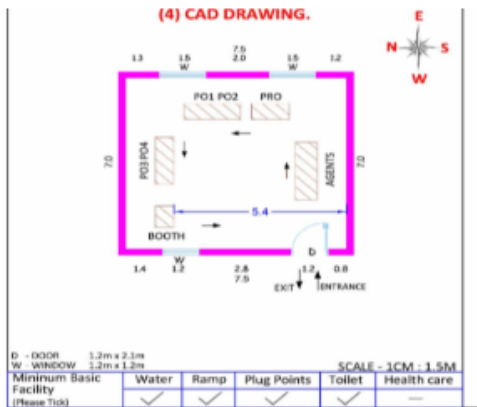 (4) CAD DRAWING.
E
N S
W
7.5
1.3 1.5 2.0 1.5 1.2
W W
PO1 PO2 PRO
7.0
PO3 PO4
AGENTS
7.0
5.4
BOOTH
D
W
1.4 1.2 2.8 1.2 0.8
7.5
EXIT ENTRANCE
D - DOOR 1.2m x 2.1m
W - WINDOW 1.2m x 1.2m
SCALE - 1CM : 1.5M
Mininum Basic Facility (Please Tick) Water Ramp Plug Points Toilet Health care